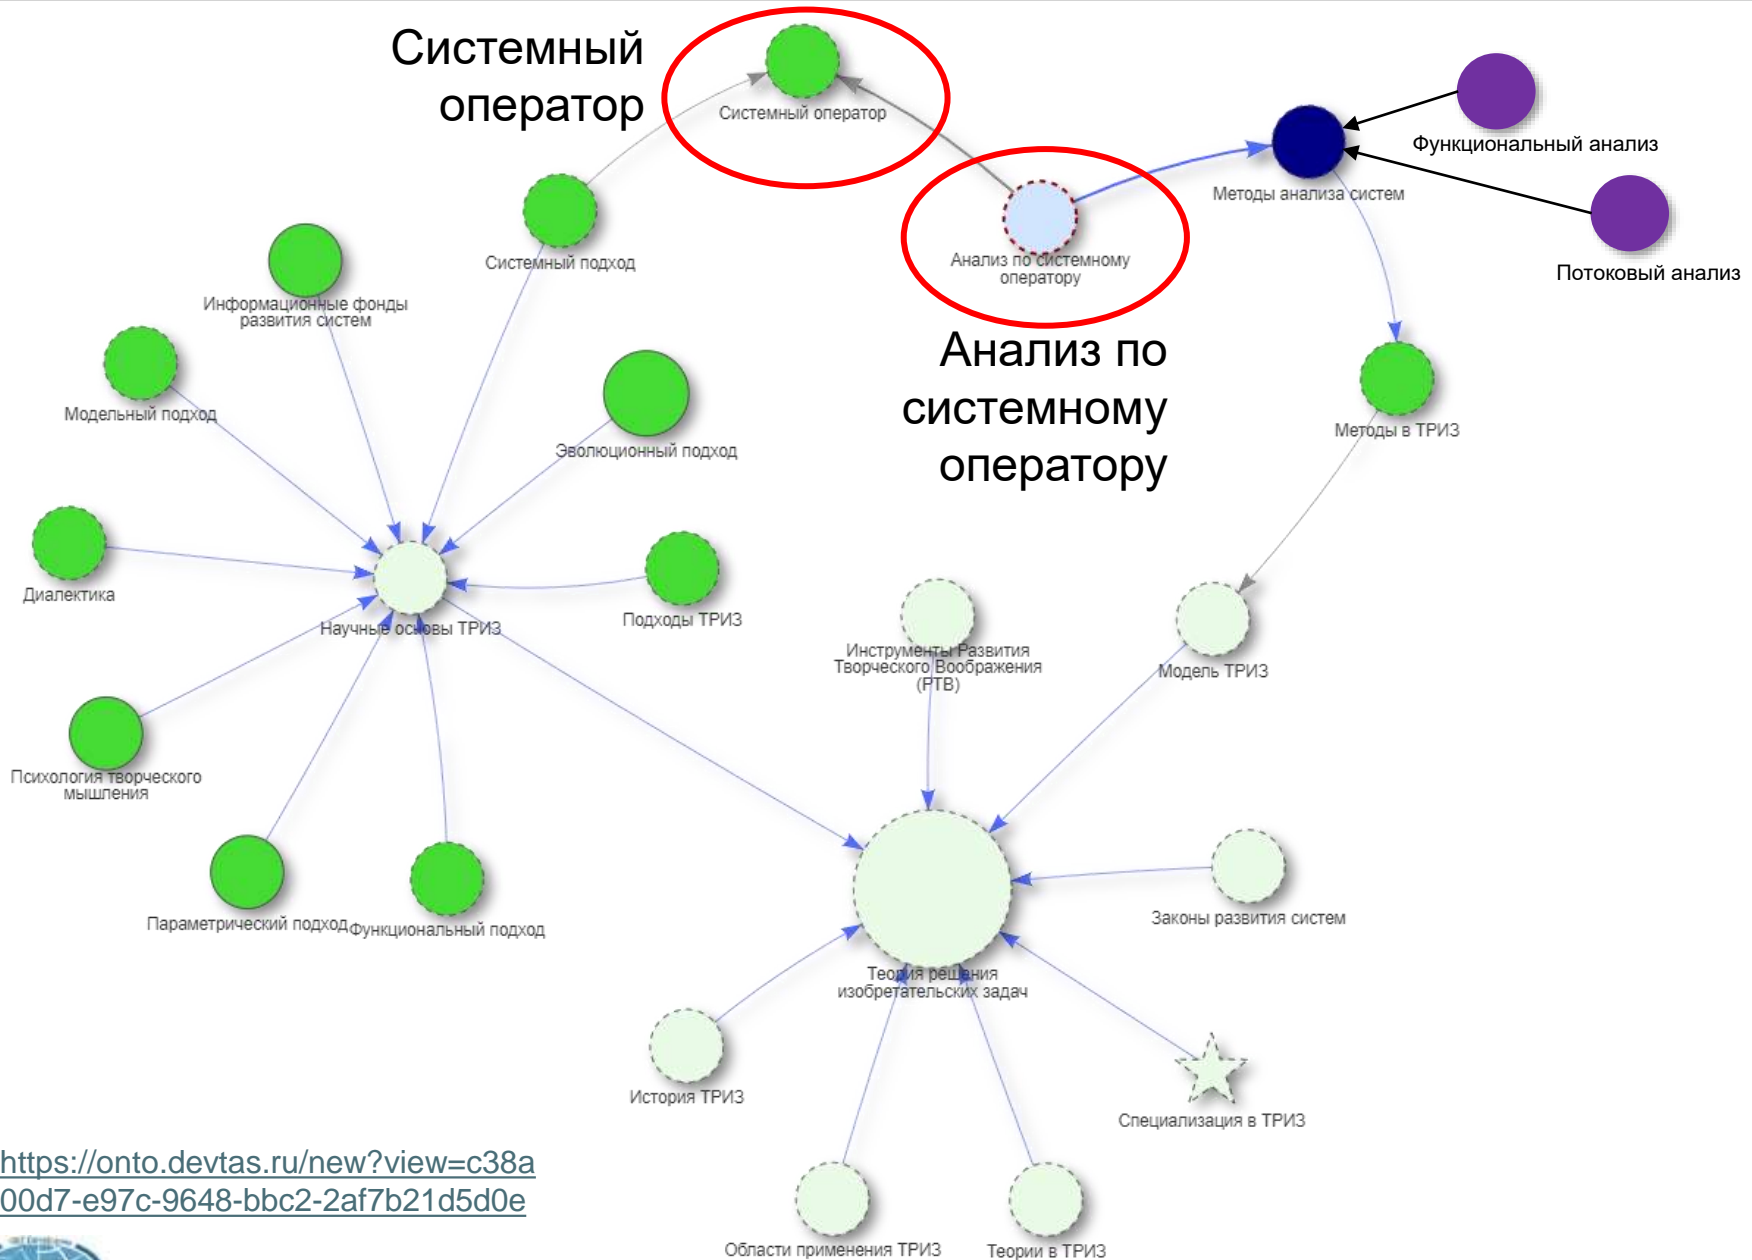 Системный
оператор
Системный оператор
Функциональный анализ
Методы анализа систем
Потоковый анализ
Системный подход
Анализ по системному
оператору
Информационные фонды
развития систем
Анализ по
системному
оператору
Модельный подход
Эволюционный подход
Методы в ТРИЗ
Диалектика
Научные основы ТРИЗ
Подходы ТРИЗ
Инструменты Развития
Творческого Воображения
(РТВ)
Модель ТРИЗ
Психология творческого
мышления
Параметрический подход
Функциональный подход
Законы развития систем
Теория решения
изобретательских задач
История ТРИЗ
Специализация в ТРИЗ
https://onto.devtas.ru/new?view=c38a
00d7-e97c-9648-bbc2-2af7b21d5d0e
Области применения ТРИЗ
Теории в ТРИЗ